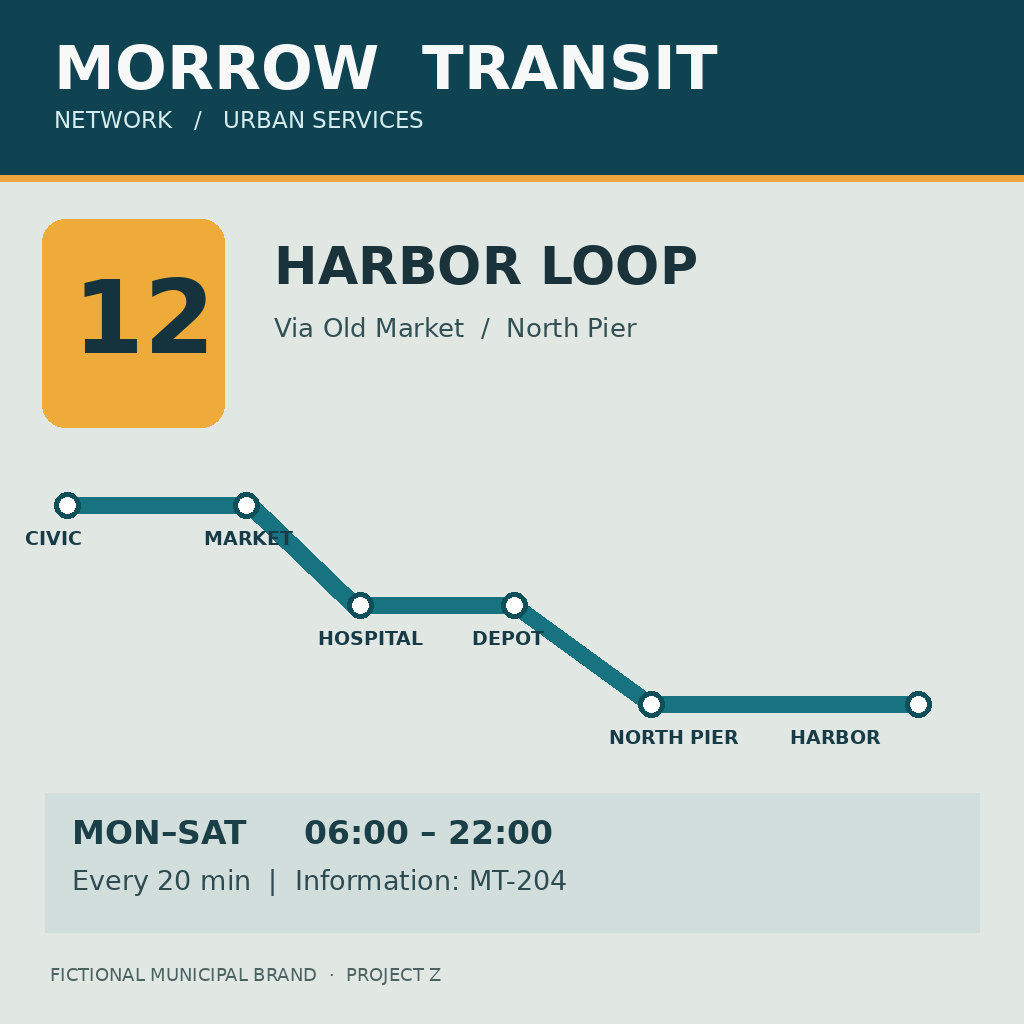 MORROW TRANSIT
NETWORK / URBAN SERVICES
12
HARBOR LOOP
Via Old Market / North Pier
CIVIC
MARKET
HOSPITAL
DEPOT
NORTH PIER
HARBOR
MON–SAT 06:00 – 22:00
Every 20 min | Information: MT-204
FICTIONAL MUNICIPAL BRAND · PROJECT Z